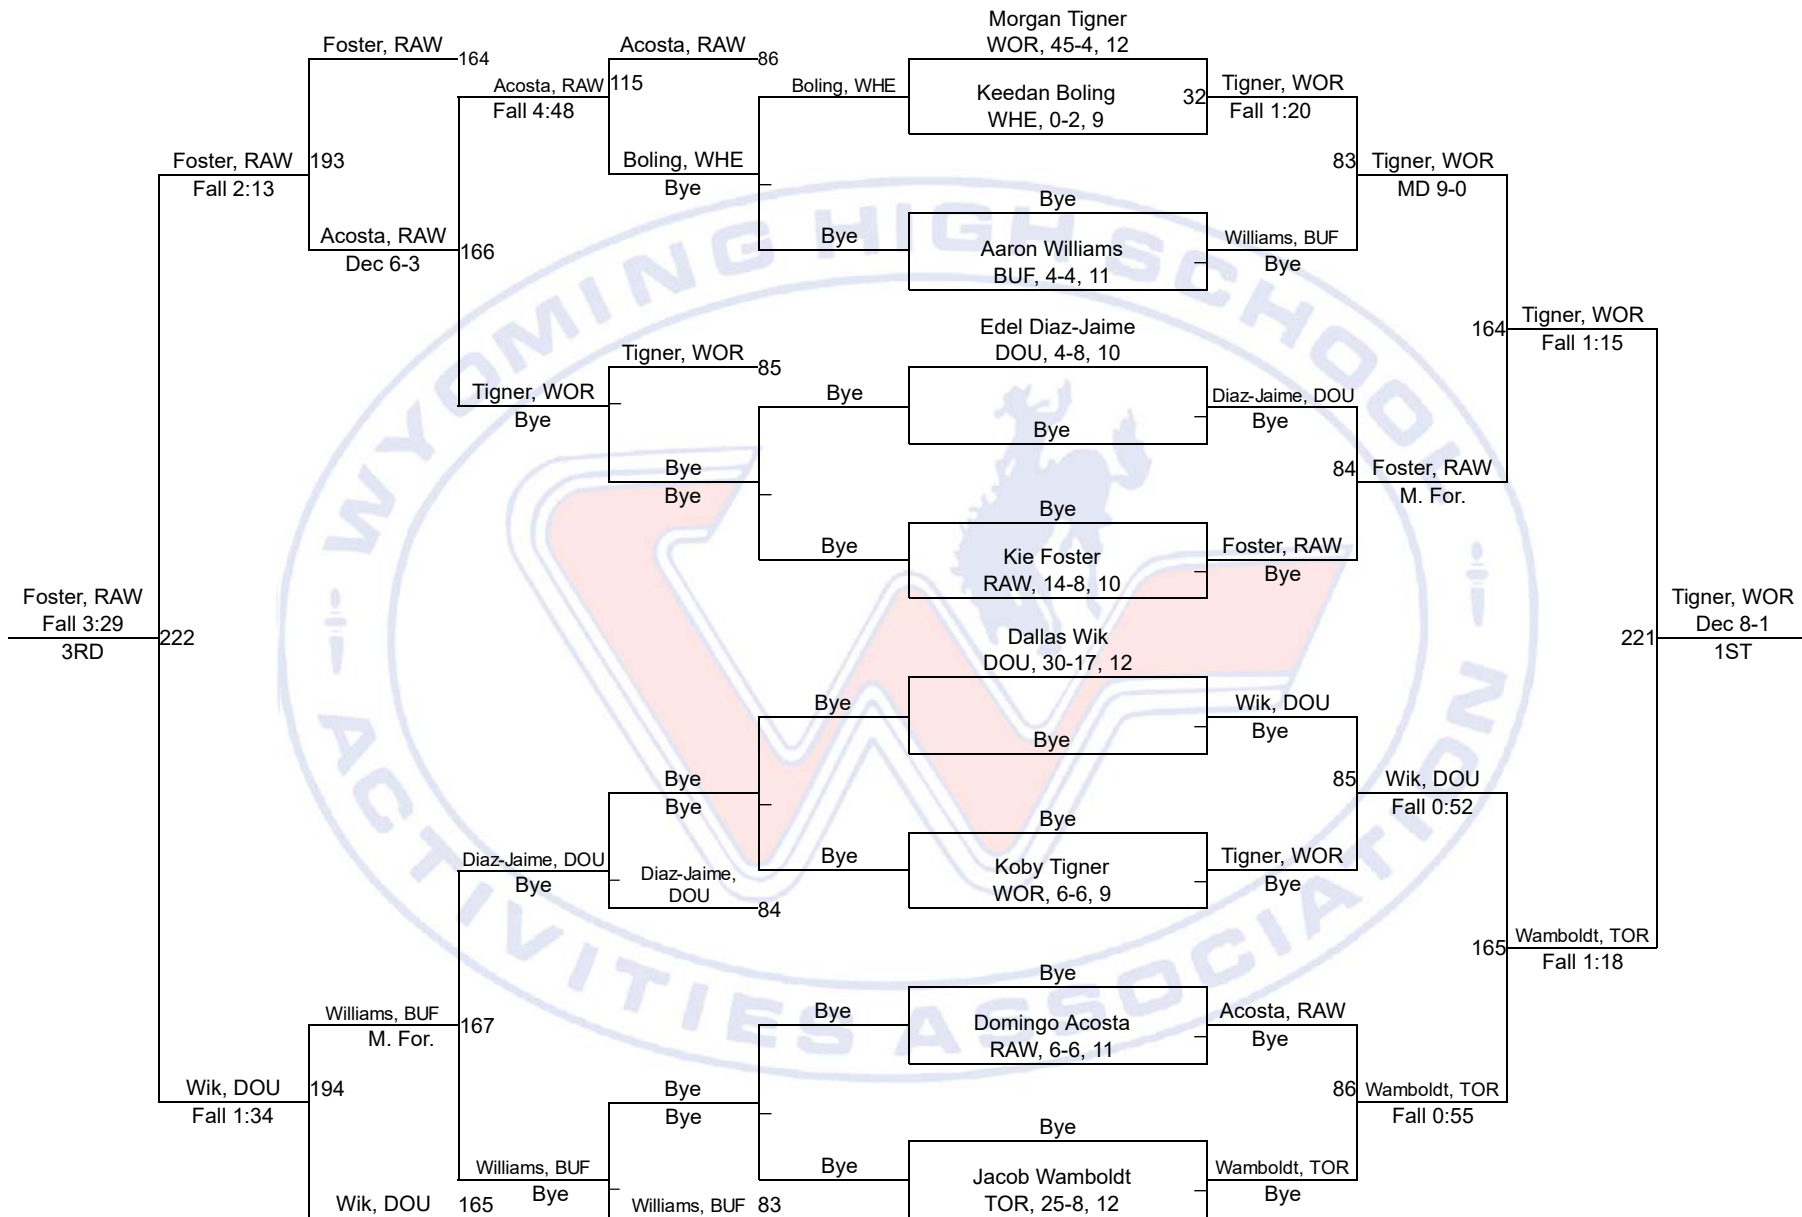 Morgan Tigner
WOR, 45-4, 12
Foster, RAW
164
Acosta, RAW
86
Acosta, RAW
115
Fall 4:48
Boling, WHE
Keedan Boling
WHE, 0-2, 9
32
Tigner, WOR
Fall 1:20
Foster, RAW
193
Fall 2:13
Boling, WHE
Bye
83
Tigner, WOR
MD 9-0
Bye
Acosta, RAW
166
Dec 6-3
Bye
Aaron Williams
BUF, 4-4, 11
Williams, BUF
Bye
Edel Diaz-Jaime
DOU, 4-8, 10
164
Tigner, WOR
Fall 1:15
Tigner, WOR
85
Tigner, WOR
Bye
Bye
Bye
Diaz-Jaime, DOU
Bye
Bye
Bye
84
Foster, RAW
M. For.
Bye
Bye
Kie Foster
RAW, 14-8, 10
Foster, RAW
Bye
Foster, RAW
Fall 3:29
3RD
222
Dallas Wik
DOU, 30-17, 12
221
Tigner, WOR
Dec 8-1
1ST
Bye
Bye
Wik, DOU
Bye
Bye
Bye
85
Wik, DOU
Fall 0:52
Bye
Diaz-Jaime, DOU
Bye
Diaz-Jaime,
DOU
84
Bye
Koby Tigner
WOR, 6-6, 9
Tigner, WOR
Bye
165
Wamboldt, TOR
Fall 1:18
Bye
Williams, BUF
167
M. For.
Bye
Domingo Acosta
RAW, 6-6, 11
Acosta, RAW
Bye
Wik, DOU
194
Fall 1:34
Bye
Bye
86
Wamboldt, TOR
Fall 0:55
Bye
Williams, BUF
Bye
Bye
Jacob Wamboldt
TOR, 25-8, 12
Wamboldt, TOR
Bye
Wik, DOU
165
Williams, BUF
83
WYOMING HIGH SCHOOL
ACTIVITIES ASSOCIATION